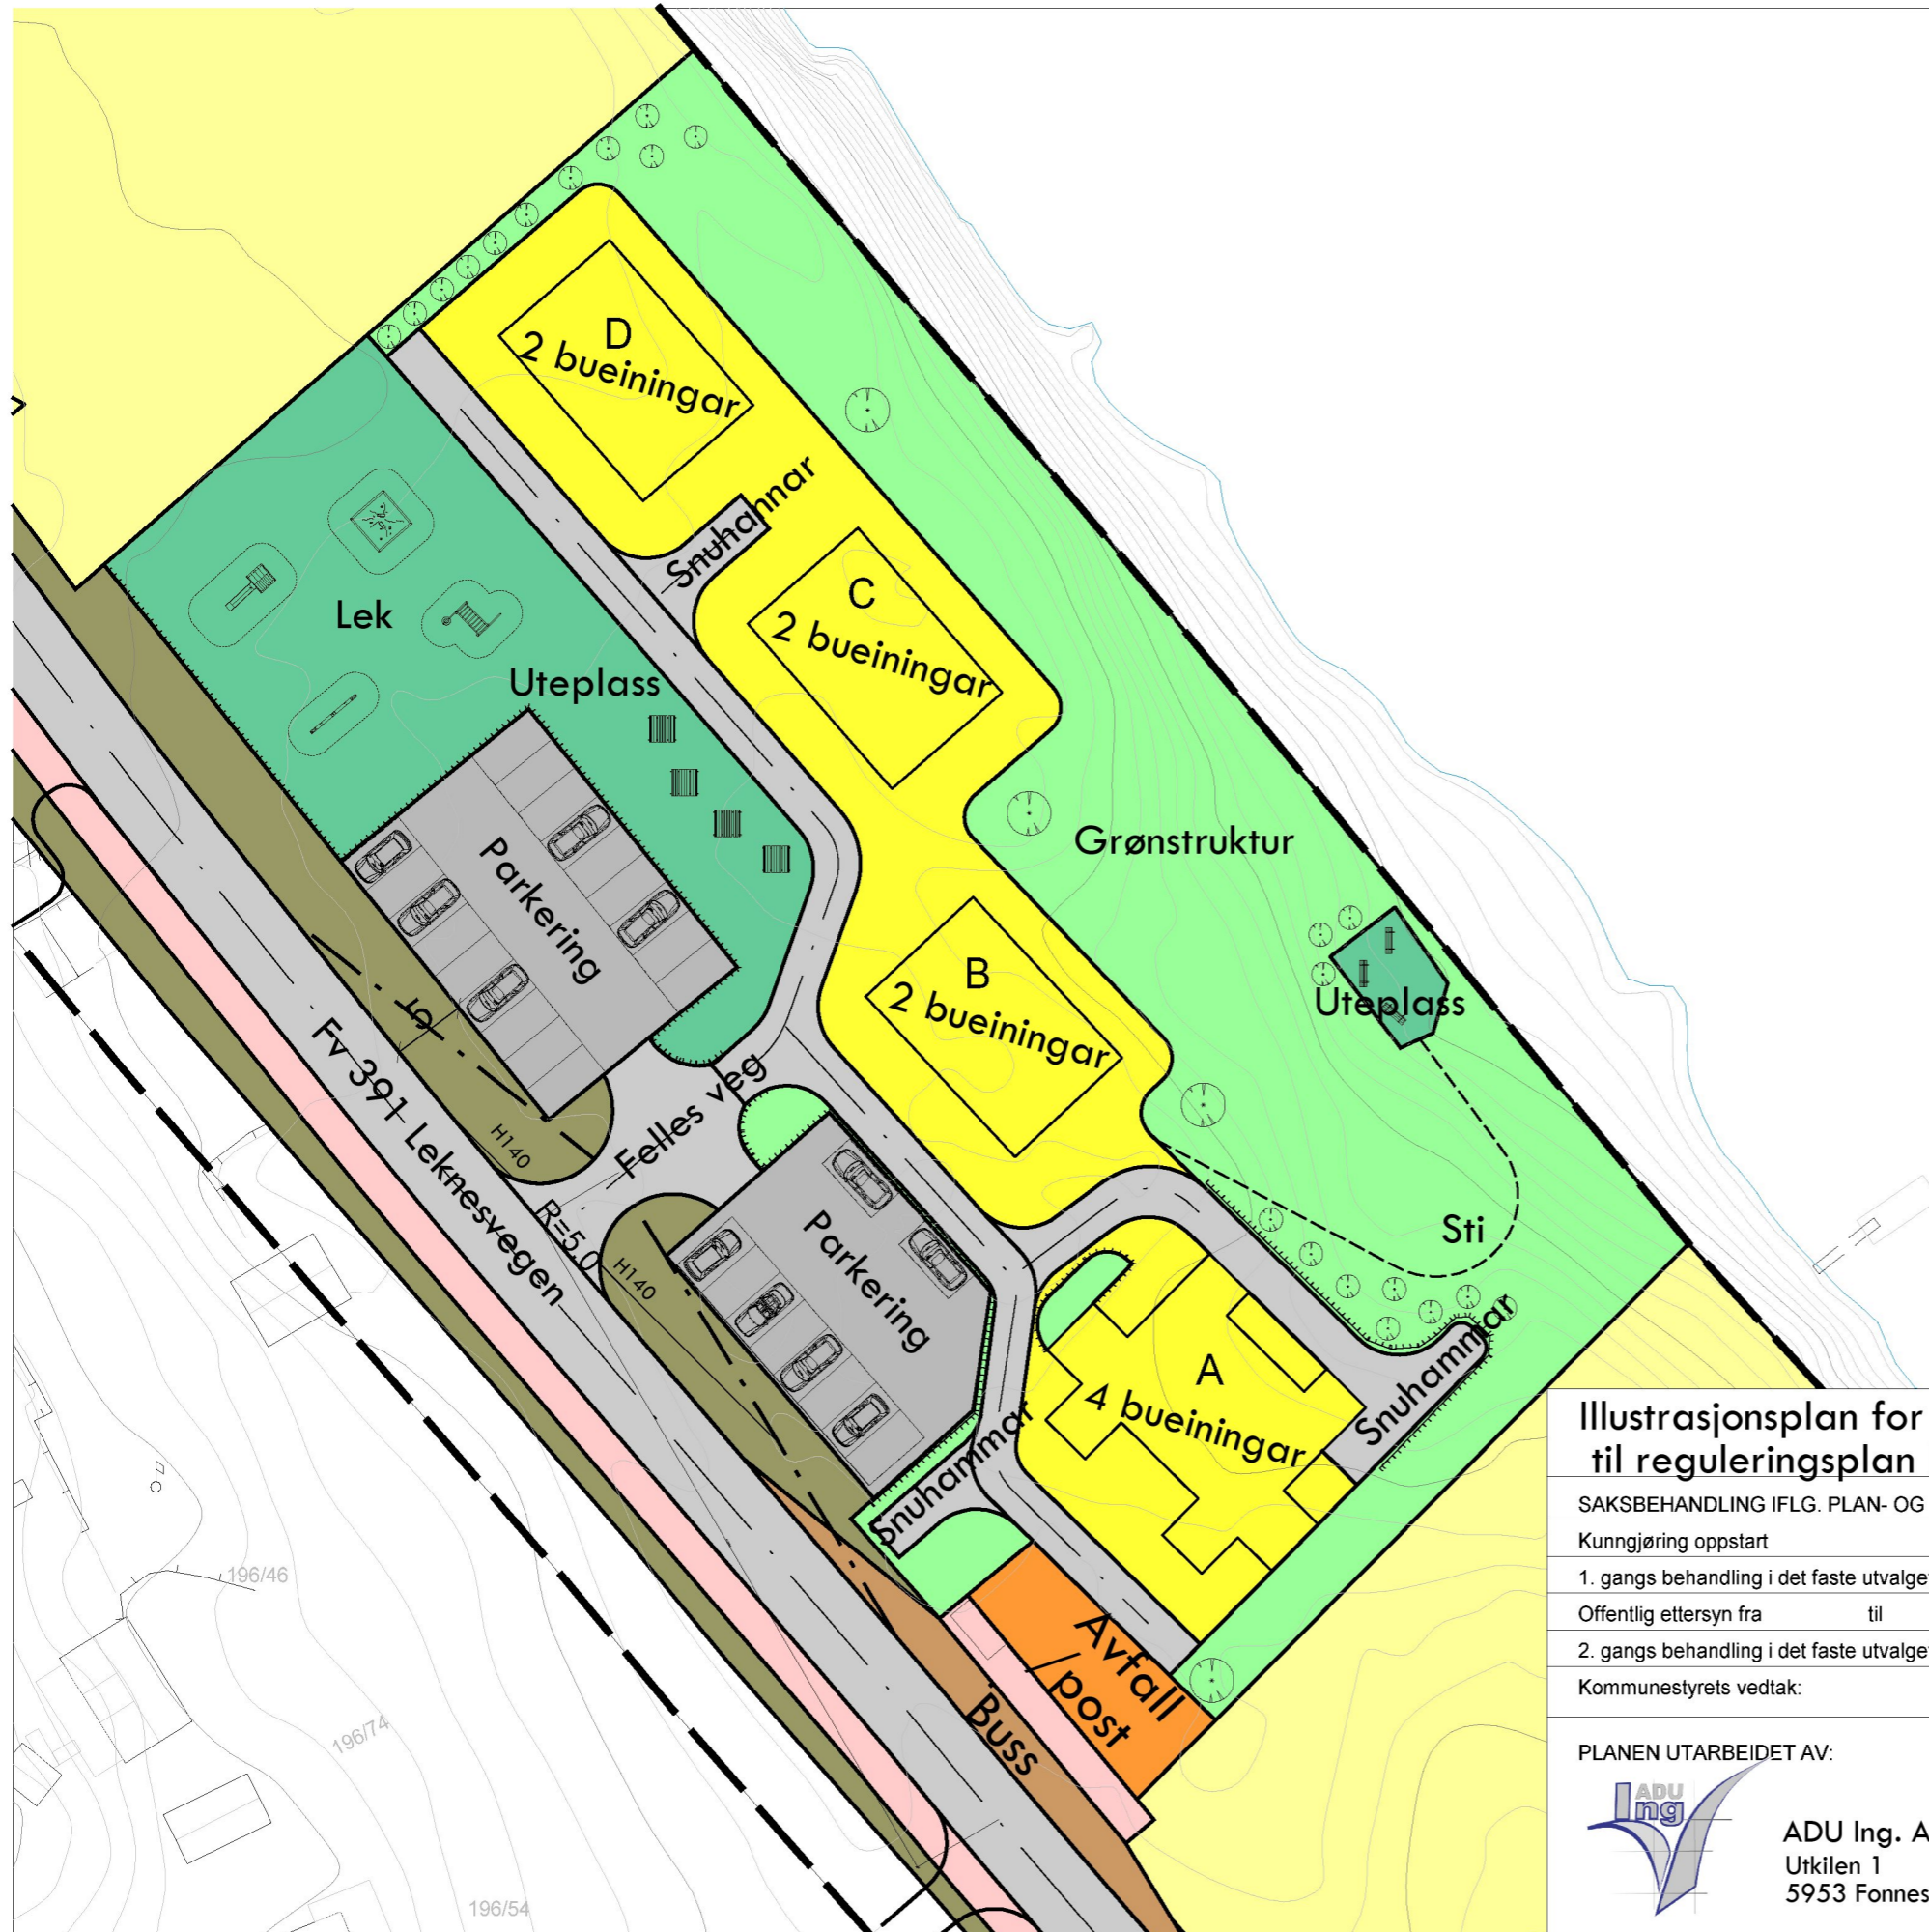 D
2 bueiningar
Snuhannar
C
2 bueiningar
Lek
Uteplass
Grønstruktur
Parkering
B
2 bueiningar
Uteplass
15
Fv 391 Leknesvegen
H140
Felles veg
R=5.0
H140
Parkering
Sti
Snuhammar
A
4 bueiningar
Snuhammar
Avfall
/post
Buss
196/46
196/74
196/54
Illustrasjonsplan for
til reguleringsplan
SAKSBEHANDLING IFLG. PLAN- OG
Kunngjøring oppstart
1. gangs behandling i det faste utvalge
Offentlig ettersyn fra til
2. gangs behandling i det faste utvalge
Kommunestyrets vedtak:
PLANEN UTARBEIDET AV:
ADU
Ing
ADU Ing. A
Utkilen 1
5953 Fonnes